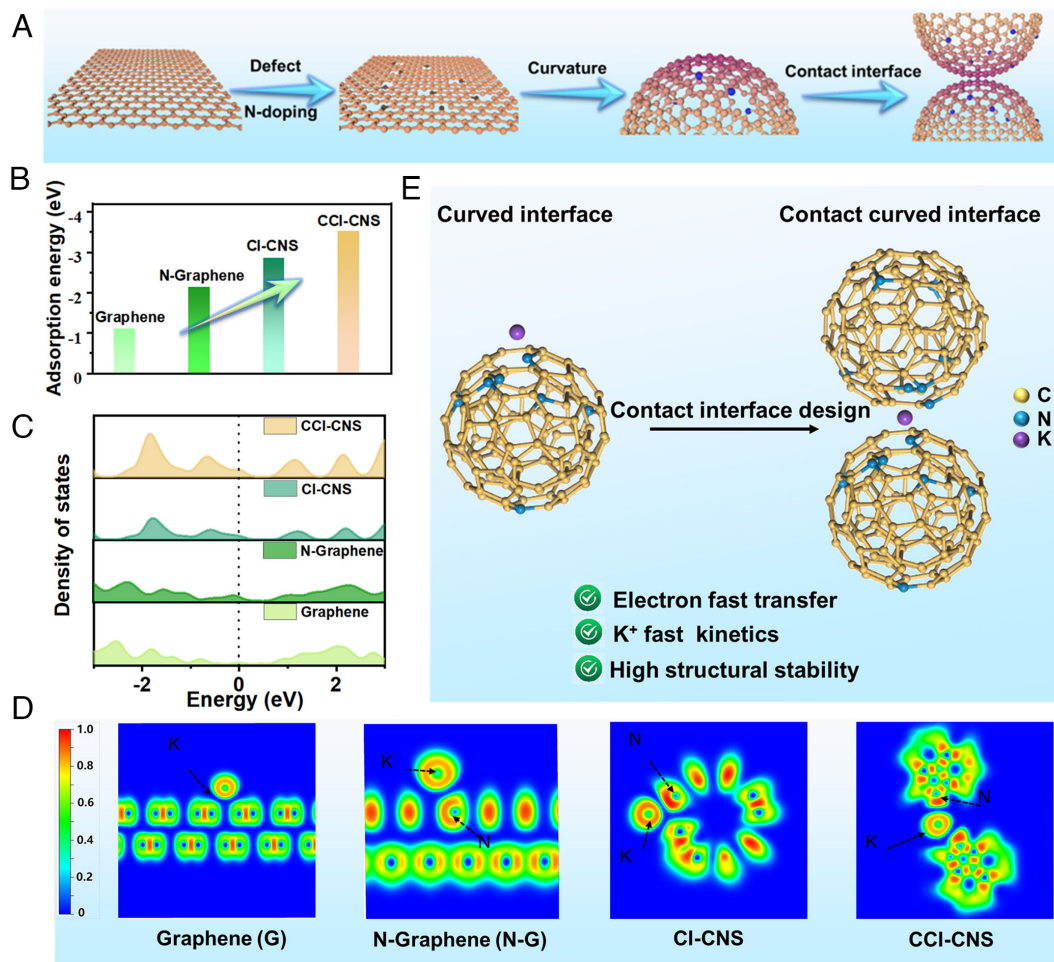 A
Defect
N-doping
Curvature
Contact interface
B
Adsorption energy (eV)
-4
-3
-2
-1
0
Graphene
N-Graphene
CI-CNS
CCI-CNS
C
Density of states
CCI-CNS
CI-CNS
N-Graphene
Graphene
-2
0
2
Energy (eV)
E
Curved interface
Contact curved interface
Contact interface design
C
N
K
Electron fast transfer
K⁺ fast kinetics
High structural stability
D
1.0
0.8
0.6
0.4
0.2
0
K
Graphene (G)
K
N
N-Graphene (N-G)
N
K
CI-CNS
N
K
CCI-CNS